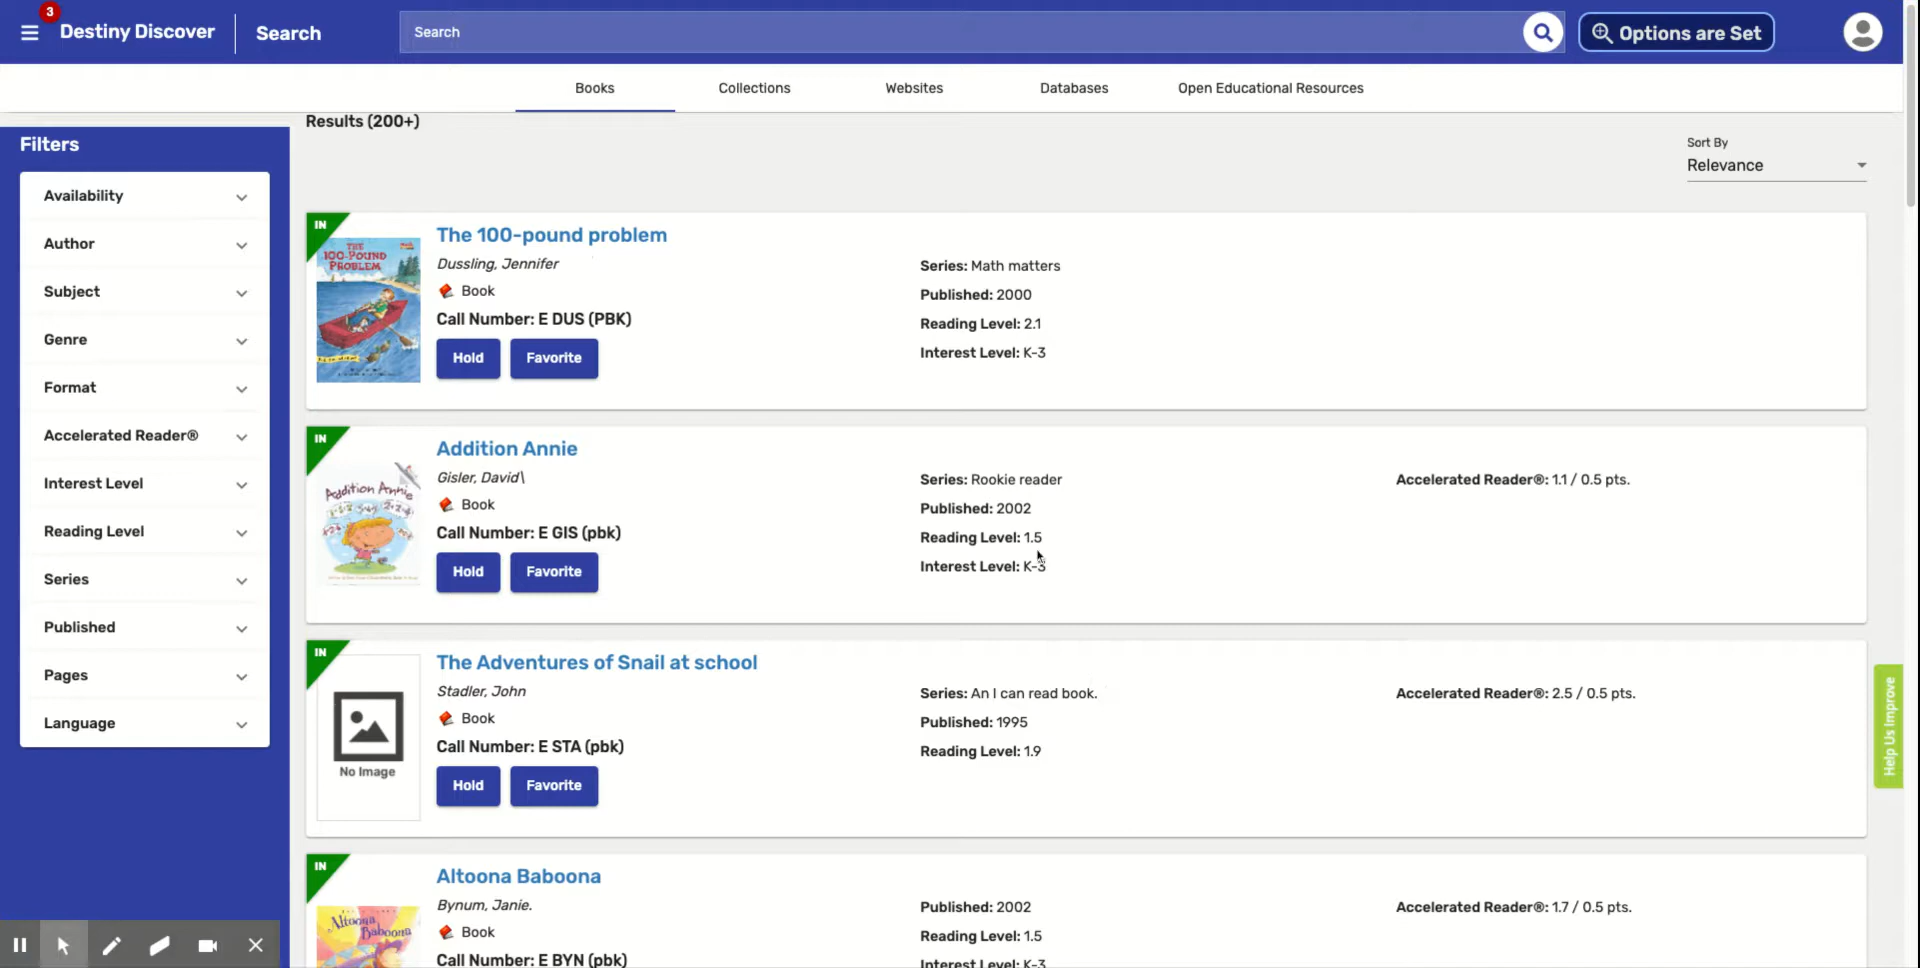 3
Destiny Discover
Search
Search
Options are Set
Books
Collections
Websites
Databases
Open Educational Resources
Filters
Availability
Author
Subject
Genre
Format
Accelerated Reader®
Interest Level
Reading Level
Series
Published
Pages
Language
Results (200+)
Sort By
Relevance
IN
THE
100-POUND
PROBLEM
The 100-pound problem
Dussling, Jennifer
Book
Call Number: E DUS (PBK)
Hold
Favorite
Series: Math matters
Published: 2000
Reading Level: 2.1
Interest Level: K-3
IN
Addition Annie
Addition Annie
Gisler, David\
Book
Call Number: E GIS (pbk)
Hold
Favorite
Series: Rookie reader
Published: 2002
Reading Level: 1.5
Interest Level: K-3
Accelerated Reader®: 1.1 / 0.5 pts.
IN
No Image
The Adventures of Snail at school
Stadler, John
Book
Call Number: E STA (pbk)
Hold
Favorite
Series: An I can read book.
Published: 1995
Reading Level: 1.9
Accelerated Reader®: 2.5 / 0.5 pts.
IN
Altoona
Baboona
Altoona Baboona
Bynum, Janie.
Book
Call Number: E BYN (pbk)
Published: 2002
Reading Level: 1.5
Interest Level: K-3
Accelerated Reader®: 1.7 / 0.5 pts.
Help Us Improve